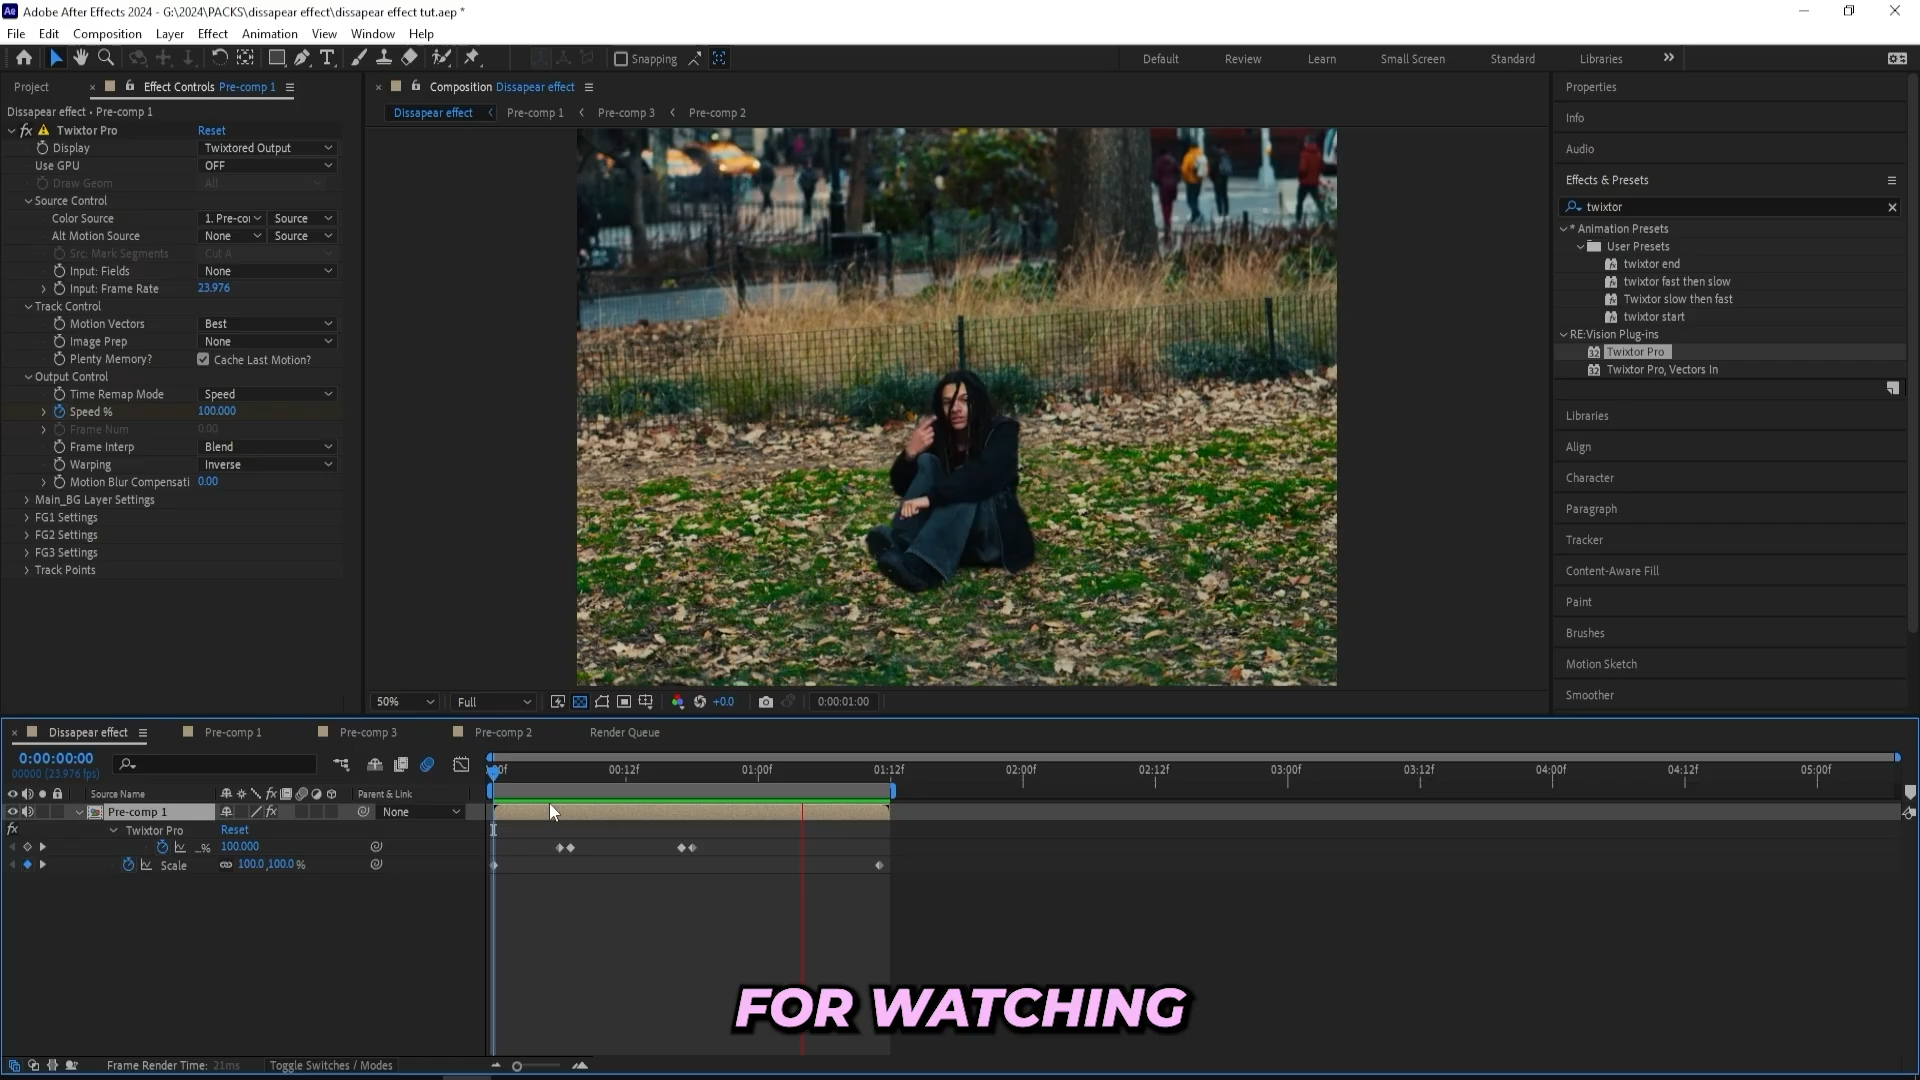 Adobe After Effects 2024 - G:\2024\PACKS\dissapear effect\dissapear effect tut.aep *
File Edit Composition Layer Effect Animation View Window Help
Snapping
Default Review Learn Small Screen Standard Libraries
Project
Effect Controls Pre-comp 1
Composition Dissapear effect
Dissapear effect Pre-comp 1 Pre-comp 3 Pre-comp 2
Dissapear effect • Pre-comp 1
fx Twixtor Pro Reset
Display Twixtored Output
Use GPU OFF
Draw Geom All
Source Control
Color Source 1. Pre-co Source
Alt Motion Source None Source
Src: Mark Segments Cut A
Input: Fields None
Input: Frame Rate 23.976
Track Control
Motion Vectors Best
Image Prep None
Plenty Memory? Cache Last Motion?
Output Control
Time Remap Mode Speed
Speed % 100.000
Frame Num 0.00
Frame Interp Blend
Warping Inverse
Motion Blur Compensati 0.00
Main_BG Layer Settings
FG1 Settings
FG2 Settings
FG3 Settings
Track Points
Properties
Info
Audio
Effects & Presets
twixtor
* Animation Presets
User Presets
twixtor end
twixtor fast then slow
Twixtor slow then fast
twixtor start
RE:Vision Plug-ins
Twixtor Pro
Twixtor Pro, Vectors In
Libraries
Align
Character
Paragraph
Tracker
Content-Aware Fill
Paint
Brushes
Motion Sketch
Smoother
50% Full +0.0 0:00:01:00
Dissapear effect Pre-comp 1 Pre-comp 3 Pre-comp 2 Render Queue
0:00:00:00
00000 (23.976 fps)
00f 00:12f 01:00f 01:12f 02:00f 02:12f 03:00f 03:12f 04:00f 04:12f 05:00f
Source Name Parent & Link
Pre-comp 1 None
fx Twixtor Pro Reset
_% 100.000
Scale 100.0,100.0 %
FOR WATCHING
Frame Render Time: 21ms Toggle Switches / Modes